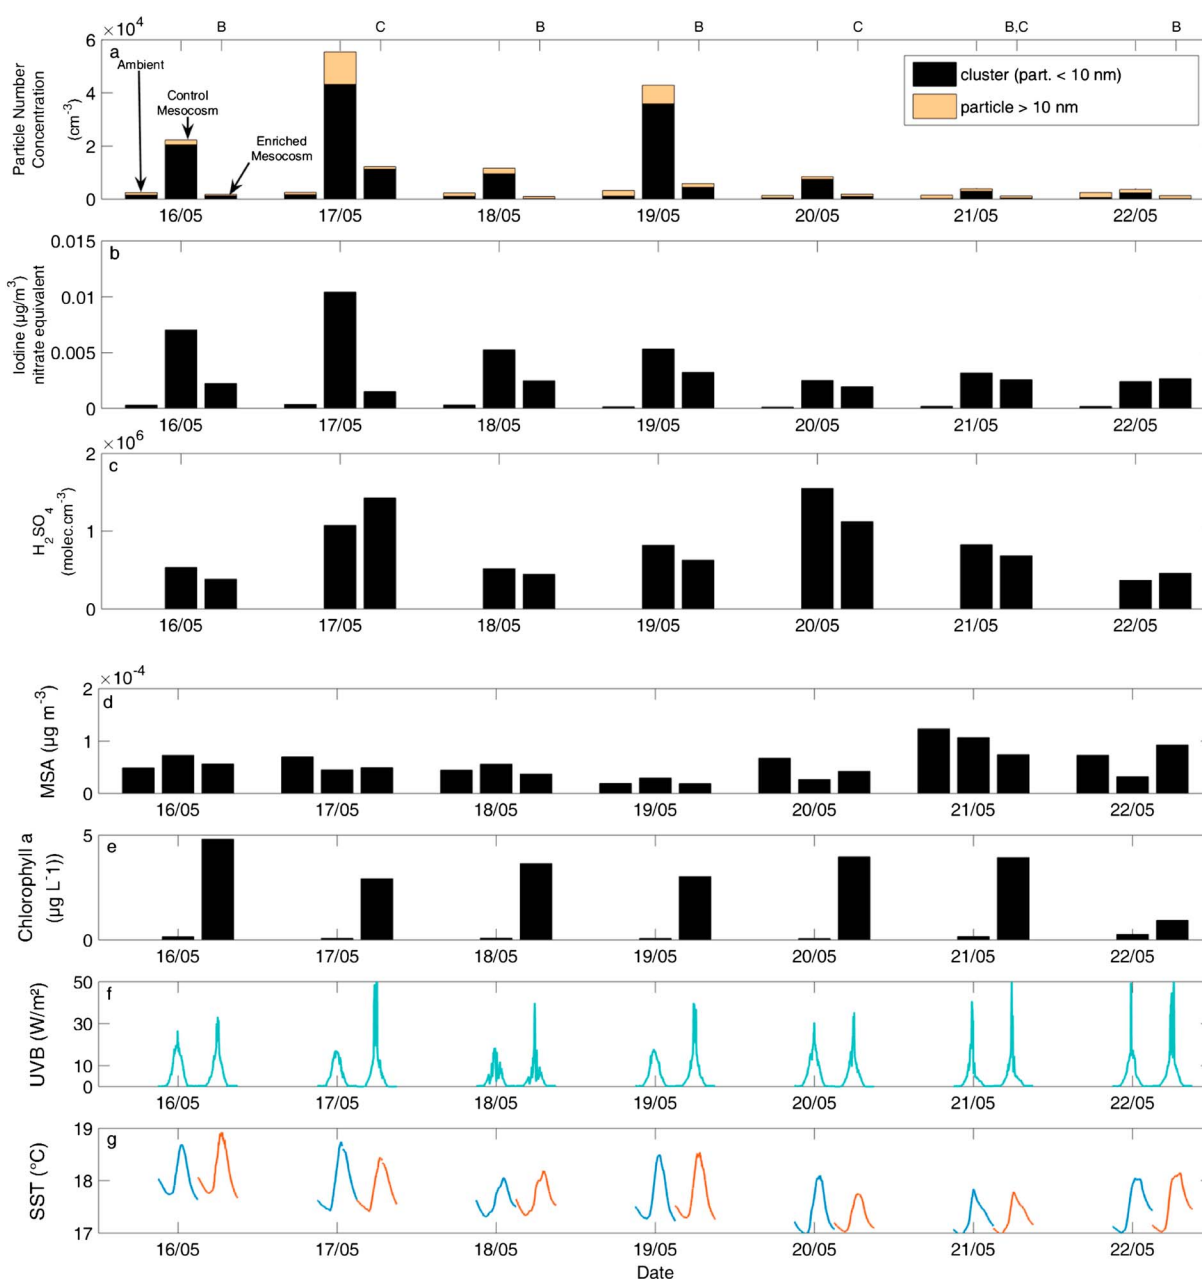 ×10⁴ B C B B C B,C B
a
6
4
2
0
Particle Number
Concentration
(cm⁻³)
Ambient
Control
Mesocosm
Enriched
Mesocosm
cluster (part. < 10 nm)
particle > 10 nm
16/05 17/05 18/05 19/05 20/05 21/05 22/05
b
0.015
0.01
0.005
0
Iodine (µg/m³)
nitrate equivalent
16/05 17/05 18/05 19/05 20/05 21/05 22/05
×10⁶
c
2
1
0
H₂SO₄
(molec.cm⁻³)
16/05 17/05 18/05 19/05 20/05 21/05 22/05
×10⁻⁴
d
2
1
0
MSA (µg m⁻³)
16/05 17/05 18/05 19/05 20/05 21/05 22/05
e
5
0
Chlorophyll a
(µg L⁻1))
16/05 17/05 18/05 19/05 20/05 21/05 22/05
f
50
30
10
0
UVB (W/m²)
16/05 17/05 18/05 19/05 20/05 21/05 22/05
g
19
18
17
SST (°C)
16/05 17/05 18/05 19/05 20/05 21/05 22/05
Date